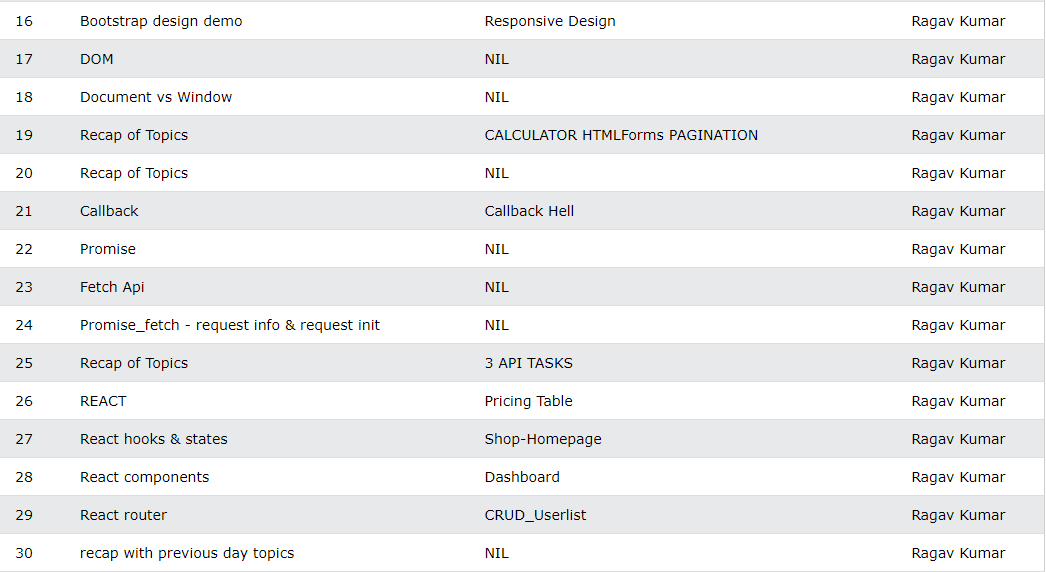 16 Bootstrap design demo Responsive Design Ragav Kumar
17 DOM NIL Ragav Kumar
18 Document vs Window NIL Ragav Kumar
19 Recap of Topics CALCULATOR HTMLForms PAGINATION Ragav Kumar
20 Recap of Topics NIL Ragav Kumar
21 Callback Callback Hell Ragav Kumar
22 Promise NIL Ragav Kumar
23 Fetch Api NIL Ragav Kumar
24 Promise_fetch - request info & request init NIL Ragav Kumar
25 Recap of Topics 3 API TASKS Ragav Kumar
26 REACT Pricing Table Ragav Kumar
27 React hooks & states Shop-Homepage Ragav Kumar
28 React components Dashboard Ragav Kumar
29 React router CRUD_Userlist Ragav Kumar
30 recap with previous day topics NIL Ragav Kumar